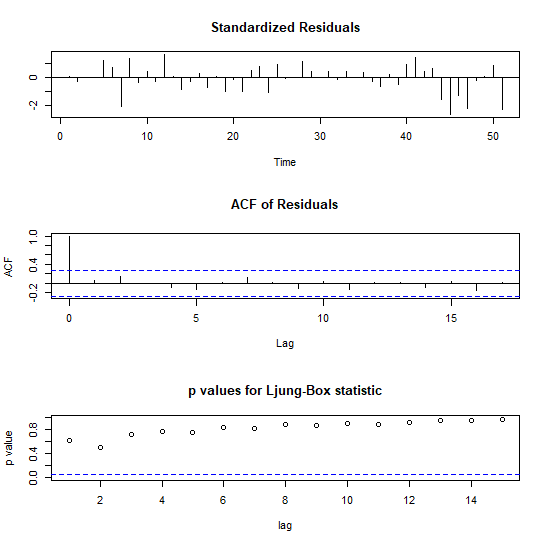 Standardized Residuals
0
-2
0 10 20 30 40 50
Time
ACF of Residuals
ACF
1.0
0.4
-0.2
0 5 10 15
Lag
p values for Ljung-Box statistic
p value
0.8
0.4
0.0
2 4 6 8 10 12 14
lag